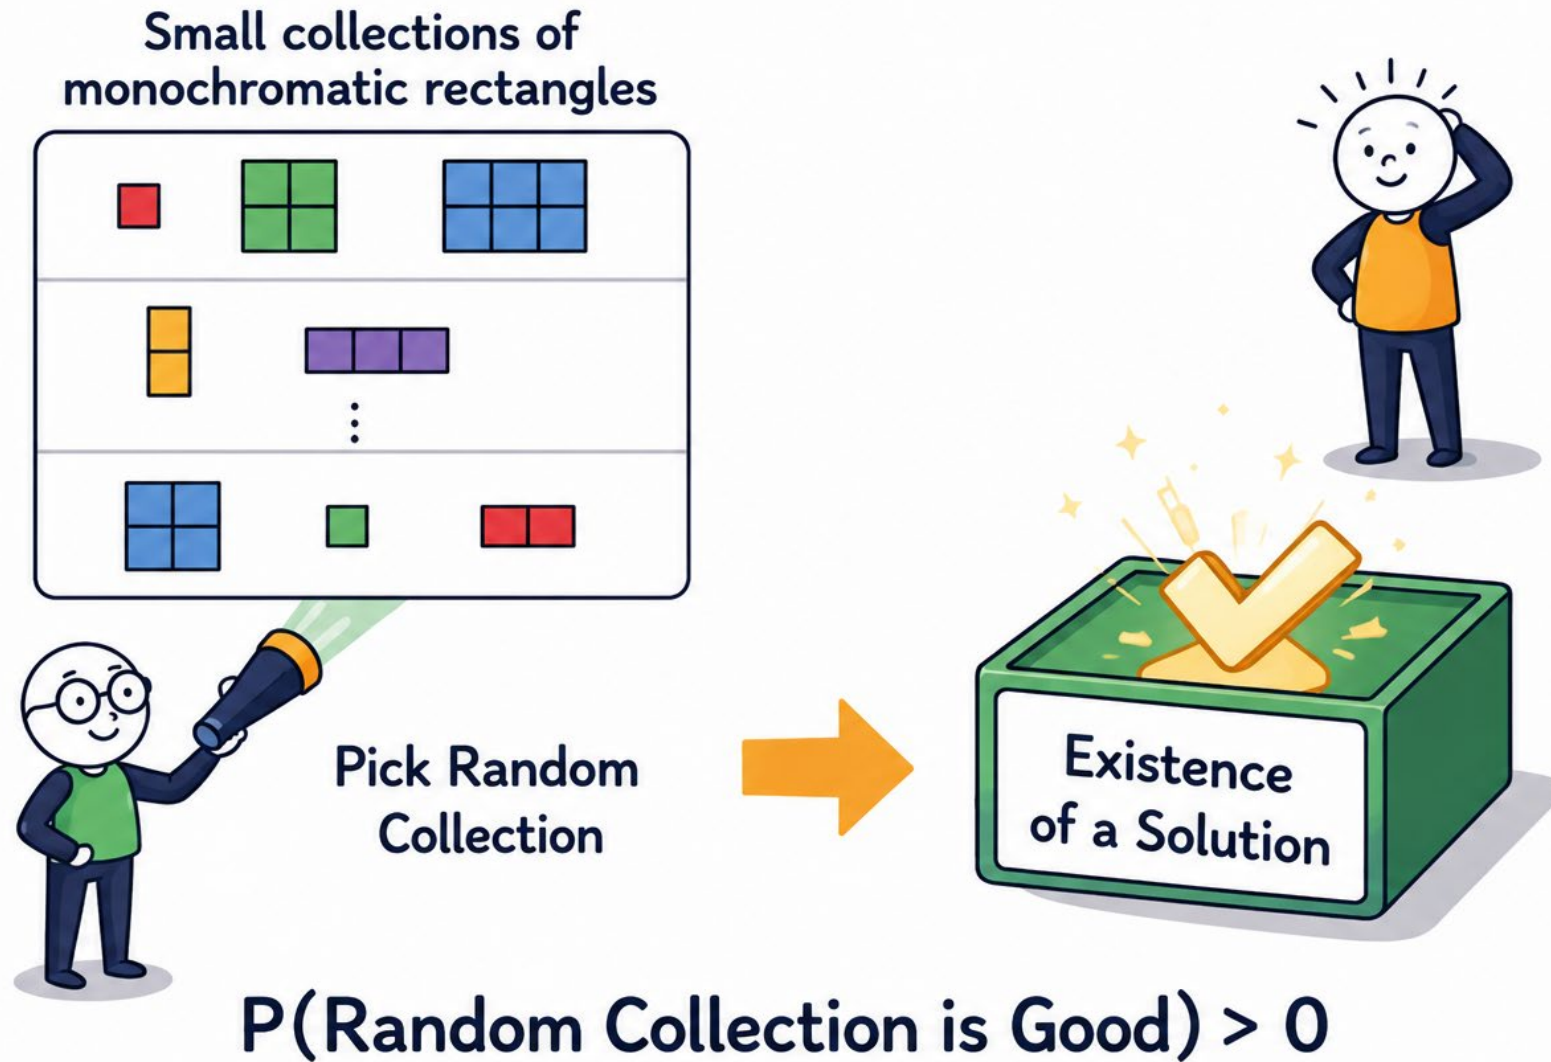 Small collections of
monochromatic rectangles
Pick Random
Collection
Existence
of a Solution
P(Random Collection is Good) > 0